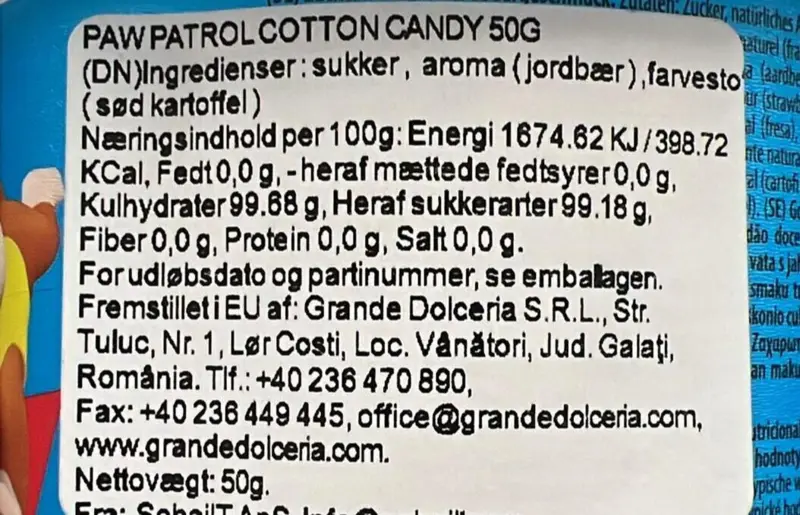 PAW PATROL COTTON CANDY 50G
(DN)Ingredienser: sukker, aroma (jordbær), farvesto
(sød kartoffel)
Næringsindhold per 100g: Energi 1674.62 KJ/398.72
KCal, Fedt 0,0 g, -heraf mættede fedtsyrer 0,0 g,
Kulhydrater 99.68 g, Heraf sukkerarter 99.18 g,
Fiber 0,0 g, Protein 0,0 g, Salt 0,0 g.
For udløbsdato og partinummer, se emballagen.
Fremstillet i EU af: Grande Dolceria S.R.L., Str.
Tuluc, Nr. 1, Lør Costi, Loc. Vânători, Jud. Galați,
România. Tlf.: +40 236 470 890,
Fax: +40 236 449 445, office@grandedolceria.com,
www.grandedolceria.com.
Nettovægt: 50g.
Zutaten: Zucker, natürliches